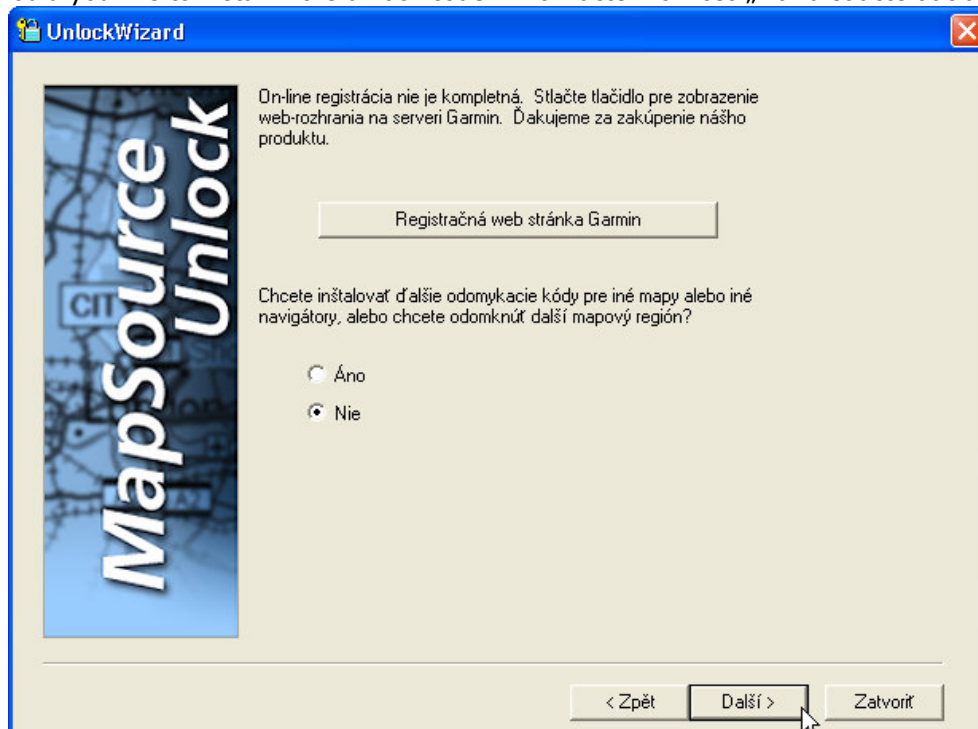 UnlockWizard
MapSource
Unlock
CITY
On-line registrácia nie je kompletná. Stlačte tlačidlo pre zobrazenie
web-rozhrania na serveri Garmin. Ďakujeme za zakúpenie nášho
produktu.
Registračná web stránka Garmin
Chcete inštalovať ďalšie odomykacie kódy pre iné mapy alebo iné
navigátory, alebo chcete odomknúť další mapový región?
Áno
Nie
< Zpět
Další >
Zatvoriť